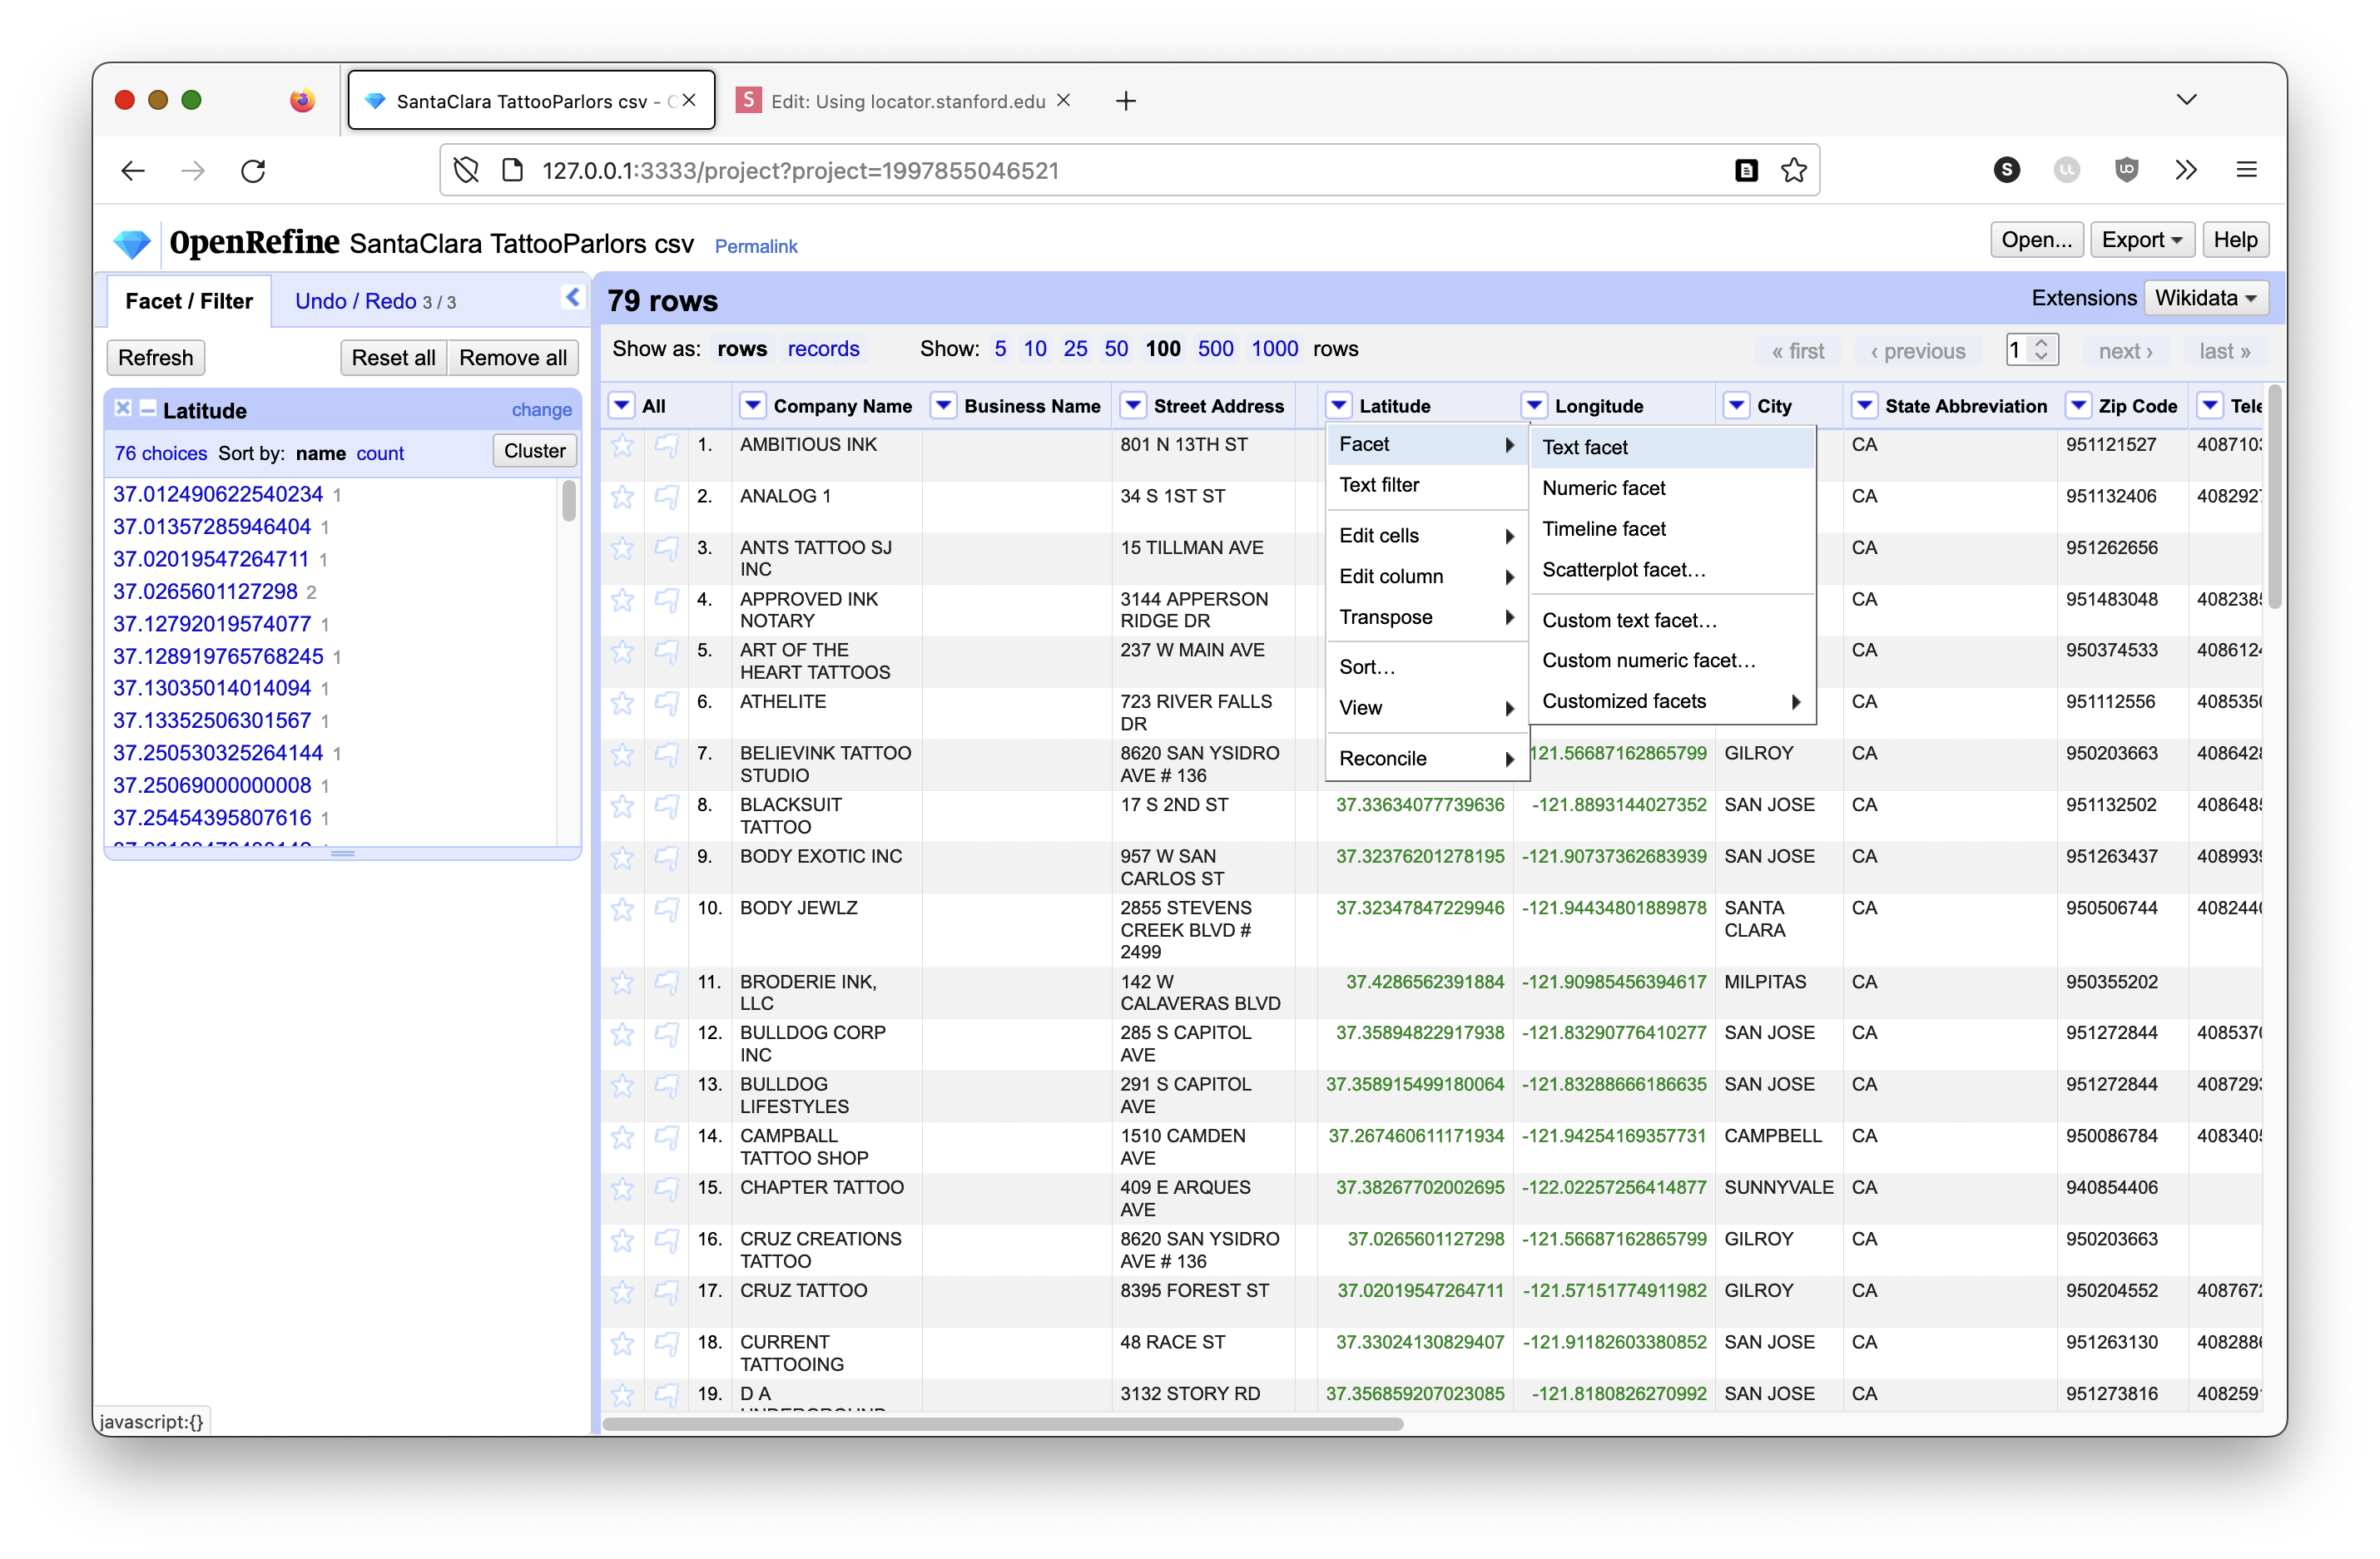 SantaClara TattooParlors csv -
Edit: Using locator.stanford.edu
127.0.0.1:3333/project?project=1997855046521
OpenRefine SantaClara TattooParlors csv Permalink
Open... Export Help
Facet / Filter Undo / Redo 3 / 3
79 rows
Extensions Wikidata
Refresh Reset all Remove all
Show as: rows records Show: 5 10 25 50 100 500 1000 rows
« first ‹ previous 1 next › last »
Latitude change
76 choices Sort by: name count Cluster
37.012490622540234 1
37.01357285946404 1
37.02019547264711 1
37.0265601127298 2
37.12792019574077 1
37.128919765768245 1
37.13035014014094 1
37.13352506301567 1
37.250530325264144 1
37.25069000000008 1
37.25454395807616 1
All Company Name Business Name Street Address Latitude Longitude City State Abbreviation Zip Code Tele
Facet
Text filter
Edit cells
Edit column
Transpose
Sort…
View
Reconcile
Text facet
Numeric facet
Timeline facet
Scatterplot facet…
Custom text facet…
Custom numeric facet…
Customized facets
1. AMBITIOUS INK 801 N 13TH ST CA 951121527 408710
2. ANALOG 1 34 S 1ST ST CA 951132406 408292
3. ANTS TATTOO SJ 15 TILLMAN AVE CA 951262656
INC
4. APPROVED INK 3144 APPERSON CA 951483048 408238
NOTARY RIDGE DR
5. ART OF THE 237 W MAIN AVE CA 950374533 408612
HEART TATTOOS
6. ATHELITE 723 RIVER FALLS CA 951112556 408535
DR
7. BELIEVINK TATTOO 8620 SAN YSIDRO 121.56687162865799 GILROY CA 950203663 408642
STUDIO AVE # 136
8. BLACKSUIT 17 S 2ND ST 37.33634077739636 -121.8893144027352 SAN JOSE CA 951132502 408648
TATTOO
9. BODY EXOTIC INC 957 W SAN 37.32376201278195 -121.90737362683939 SAN JOSE CA 951263437 408993
CARLOS ST
10. BODY JEWLZ 2855 STEVENS 37.32347847229946 -121.94434801889878 SANTA CA 950506744 408244
CREEK BLVD # CLARA
2499
11. BRODERIE INK, 142 W 37.4286562391884 -121.90985456394617 MILPITAS CA 950355202
LLC CALAVERAS BLVD
12. BULLDOG CORP 285 S CAPITOL 37.35894822917938 -121.83290776410277 SAN JOSE CA 951272844 408537
INC AVE
13. BULLDOG 291 S CAPITOL 37.358915499180064 -121.83288666186635 SAN JOSE CA 951272844 408729
LIFESTYLES AVE
14. CAMPBALL 1510 CAMDEN 37.267460611171934 -121.94254169357731 CAMPBELL CA 950086784 408340
TATTOO SHOP AVE
15. CHAPTER TATTOO 409 E ARQUES 37.38267702002695 -122.02257256414877 SUNNYVALE CA 940854406
AVE
16. CRUZ CREATIONS 8620 SAN YSIDRO 37.0265601127298 -121.56687162865799 GILROY CA 950203663
TATTOO AVE # 136
17. CRUZ TATTOO 8395 FOREST ST 37.02019547264711 -121.57151774911982 GILROY CA 950204552 408767
18. CURRENT 48 RACE ST 37.33024130829407 -121.91182603380852 SAN JOSE CA 951263130 408288
TATTOOING
19. D A 3132 STORY RD 37.356859207023085 -121.8180826270992 SAN JOSE CA 951273816 408259
javascript:{}